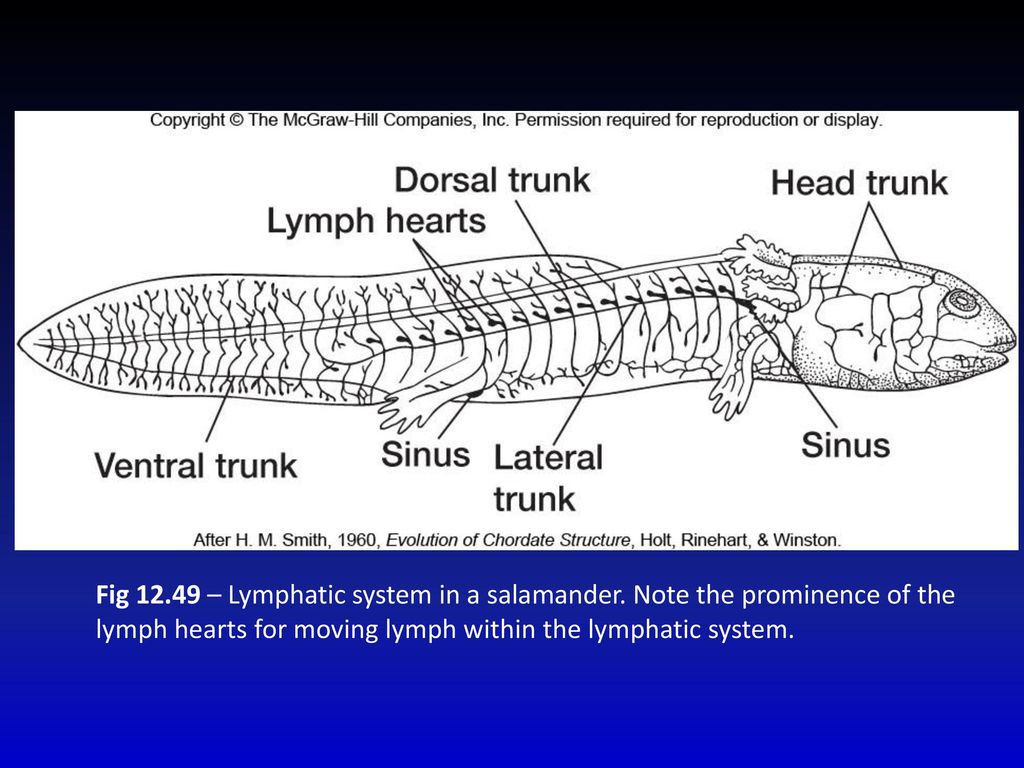 Copyright © The McGraw-Hill Companies, Inc. Permission required for reproduction or display.
Dorsal trunk
Head trunk
Lymph hearts
Ventral trunk
Sinus
Lateral
trunk
Sinus
After H. M. Smith, 1960, Evolution of Chordate Structure, Holt, Rinehart, & Winston.
Fig 12.49 – Lymphatic system in a salamander. Note the prominence of the
lymph hearts for moving lymph within the lymphatic system.